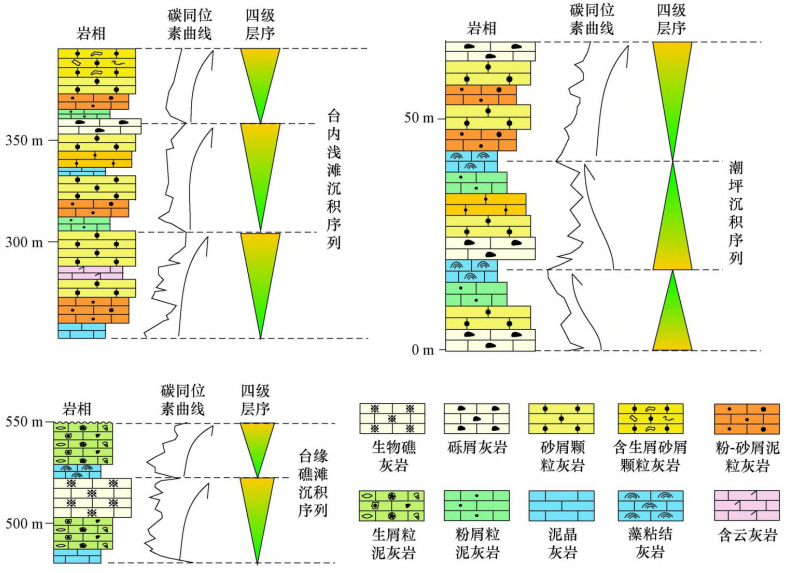 岩相
碳同位
素曲线
四级
层序
350 m
300 m
台内浅滩沉积序列
岩相
碳同位
素曲线
四级
层序
50 m
0 m
潮坪沉积序列
岩相
碳同位
素曲线
四级
层序
550 m
500 m
台缘
礁滩
沉积
序列
生物礁
灰岩
砾屑灰岩
砂屑颗
粒灰岩
含生屑砂屑
颗粒灰岩
粉-砂屑泥
粒灰岩
生屑粒
泥灰岩
粉屑粒
泥灰岩
泥晶
灰岩
藻粘结
灰岩
含云灰岩